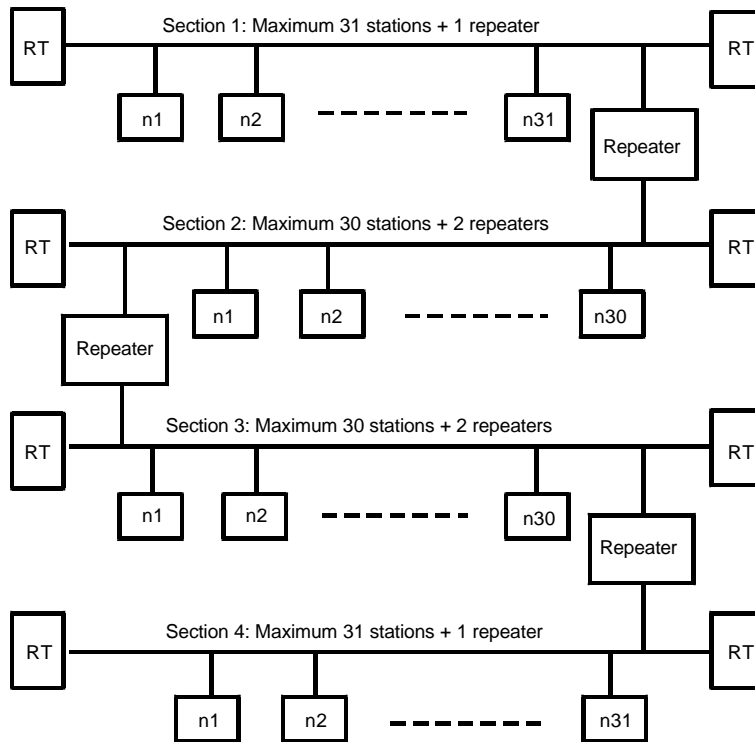 Section 1: Maximum 31 stations + 1 repeater
RT
RT
n1
n2
n31
Repeater
Section 2: Maximum 30 stations + 2 repeaters
RT
RT
n1
n2
n30
Repeater
Section 3: Maximum 30 stations + 2 repeaters
RT
RT
n1
n2
n30
Repeater
Section 4: Maximum 31 stations + 1 repeater
RT
RT
n1
n2
n31